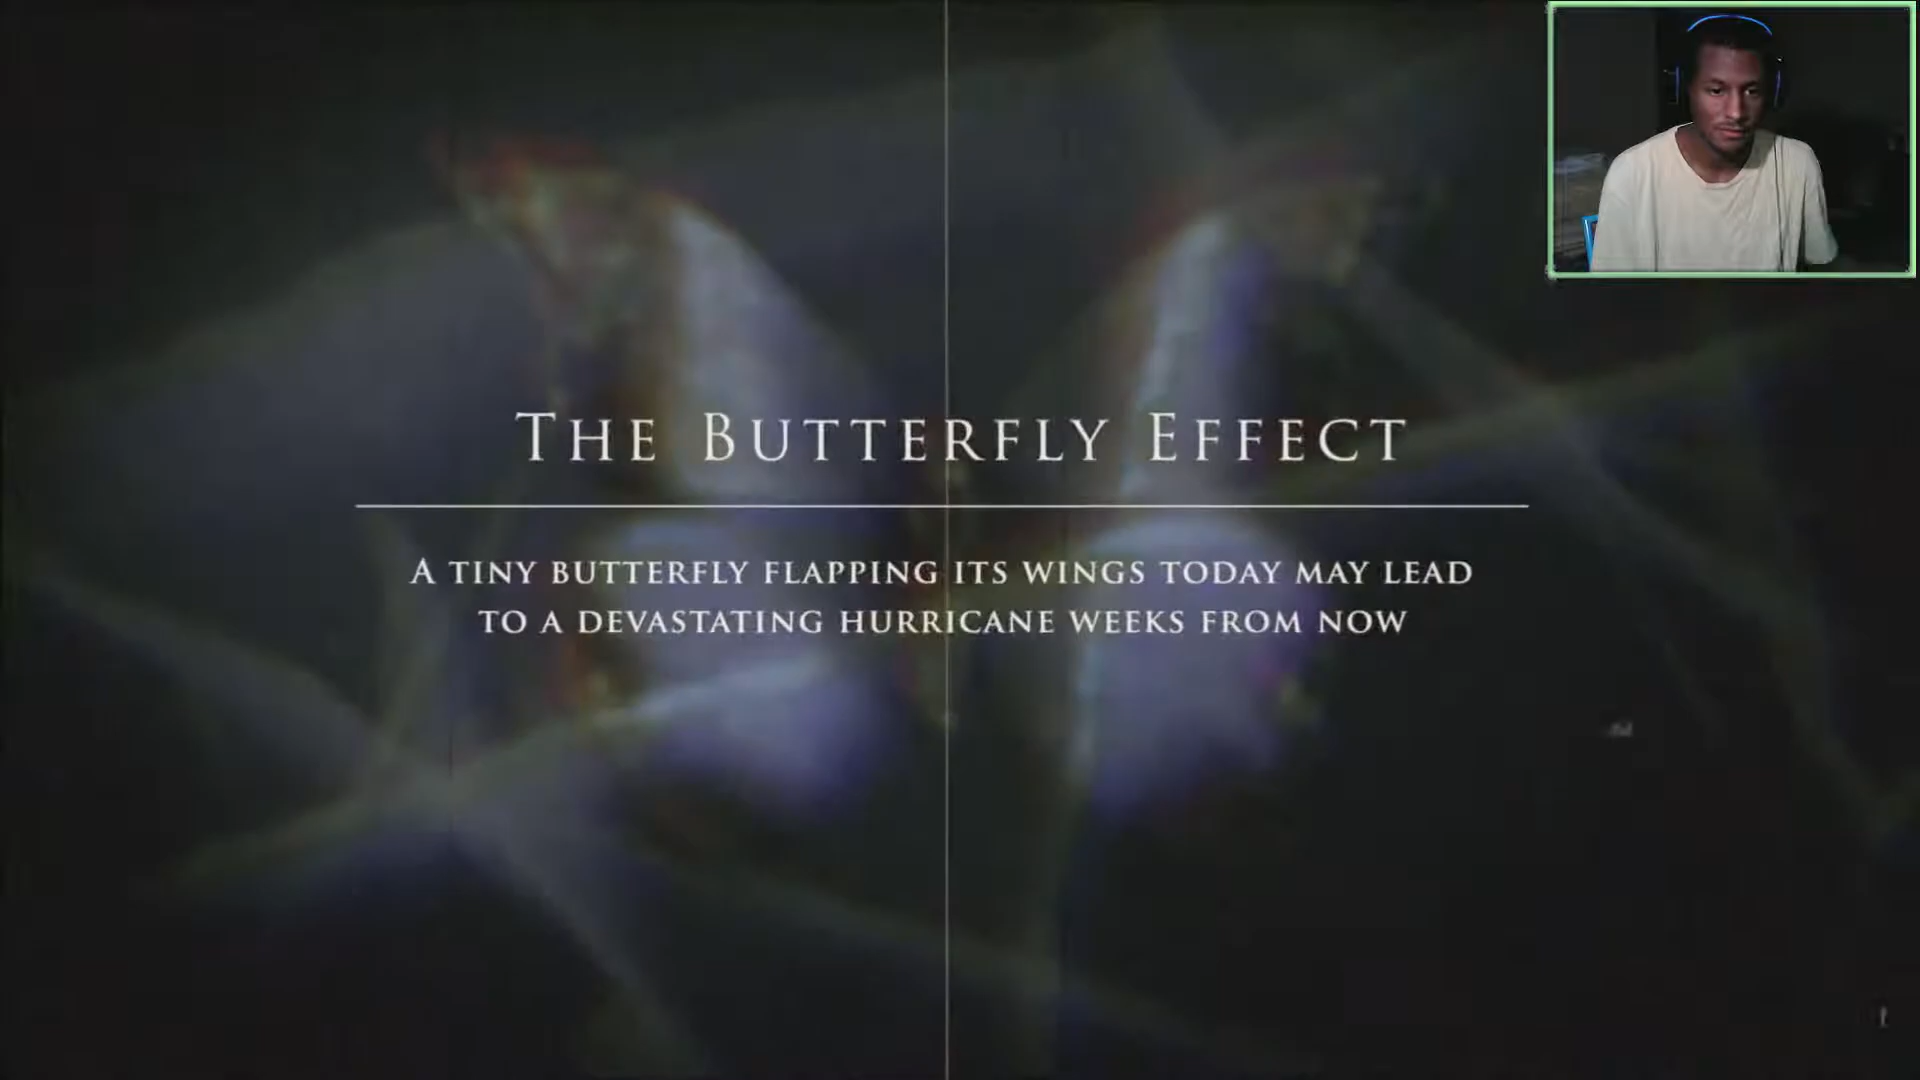 THE BUTTERFLY EFFECT
A TINY BUTTERFLY FLAPPING ITS WINGS TODAY MAY LEAD
TO A DEVASTATING HURRICANE WEEKS FROM NOW